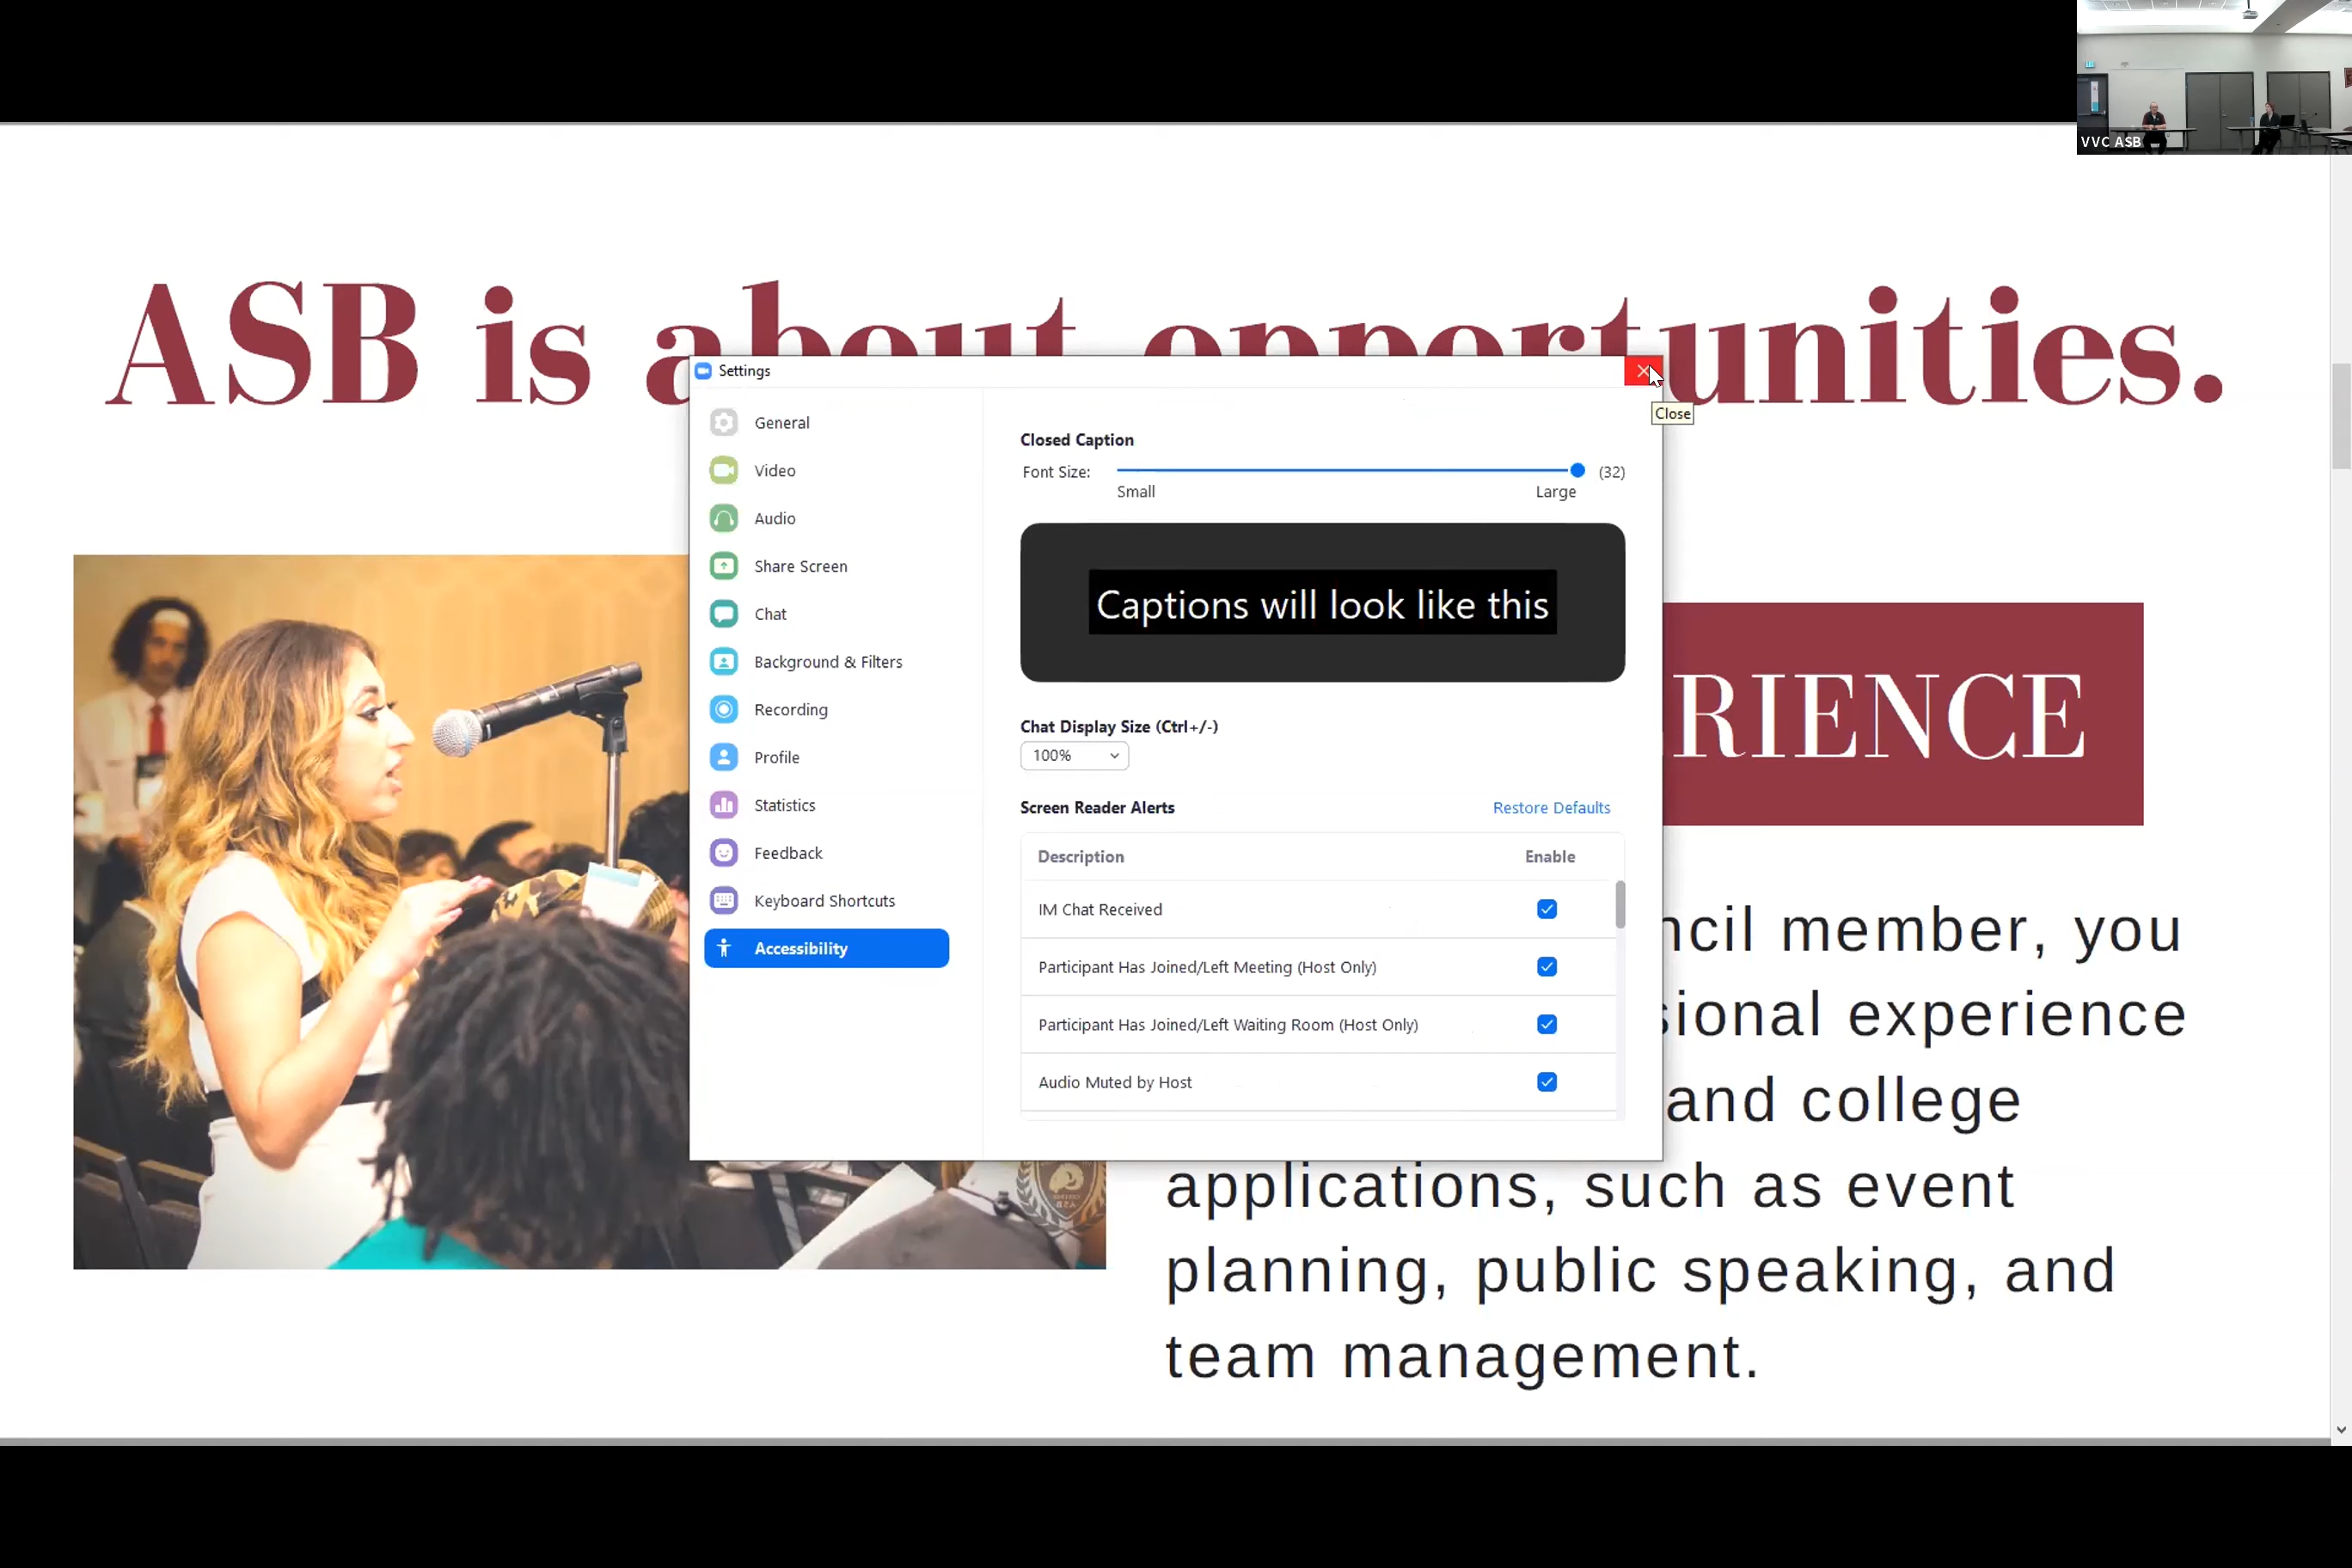 VVC ASB
ASB is about opportunities.
Settings
Close
General
Video
Audio
Share Screen
Chat
Background & Filters
Recording
Profile
Statistics
Feedback
Keyboard Shortcuts
Accessibility
Closed Caption
Font Size:
(32)
Small
Large
Captions will look like this
Chat Display Size (Ctrl+/-)
100%
Screen Reader Alerts
Restore Defaults
Description
Enable
IM Chat Received
Participant Has Joined/Left Meeting (Host Only)
Participant Has Joined/Left Waiting Room (Host Only)
Audio Muted by Host
RIENCE
ncil member, you
sional experience
and college
applications, such as event
planning, public speaking, and
team management.